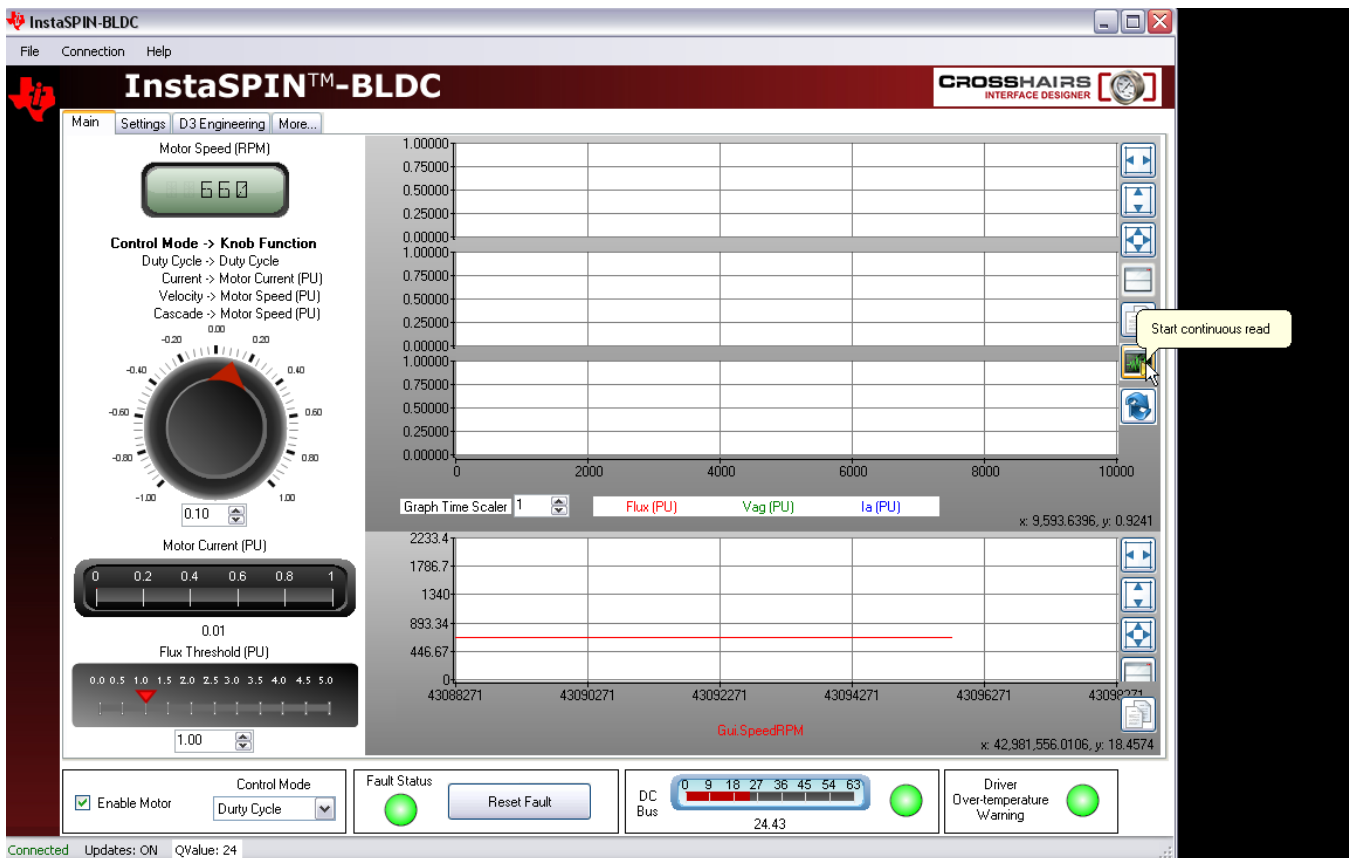 InstaSPIN-BLDC
File Connection Help
InstaSPIN™-BLDC
CROSSHAIRS
INTERFACE DESIGNER
Main Settings D3 Engineering More...
Motor Speed (RPM)
660
Control Mode -> Knob Function
Duty Cycle -> Duty Cycle
Current -> Motor Current (PU)
Velocity -> Motor Speed (PU)
Cascade -> Motor Speed (PU)
0.00
-0.20 0.20
-0.40 0.40
-0.60 0.60
-0.80 0.80
-1.00 1.00
0.10
Motor Current (PU)
0 0.2 0.4 0.6 0.8 1
0.01
Flux Threshold (PU)
0.0 0.5 1.0 1.5 2.0 2.5 3.0 3.5 4.0 4.5 5.0
1.00
1.00000
0.75000
0.50000
0.25000
0.00000
1.00000
0.75000
0.50000
0.25000
0.00000
1.00000
0.75000
0.50000
0.25000
0.00000
0 2000 4000 6000 8000 10000
Start continuous read
Graph Time Scaler 1 Flux (PU) Vag (PU) Ia (PU)
x: 9,593.6396, y: 0.9241
2233.4
1786.7
1340
893.34
446.67
0
43088271 43090271 43092271 43094271 43096271 43098271
Gui.SpeedRPM
x: 42,981,556.0106, y: 18.4574
Enable Motor
Control Mode
Durty Cycle
Fault Status
Reset Fault
DC
Bus
0 9 18 27 36 45 54 63
24.43
Driver
Over-temperature
Warning
Connected Updates: ON QValue: 24